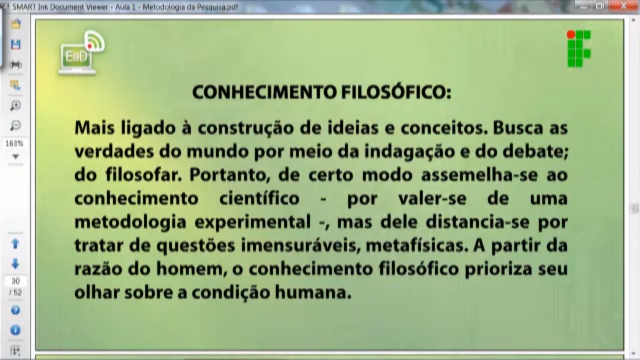 SMART Ink Document Viewer - Aula 1 - Metodologia da Pesquisa.pdf
EaD
CONHECIMENTO FILOSÓFICO:
Mais ligado à construção de ideias e conceitos. Busca as
verdades do mundo por meio da indagação e do debate;
do filosofar. Portanto, de certo modo assemelha-se ao
conhecimento científico - por valer-se de uma
metodologia experimental -, mas dele distancia-se por
tratar de questões imensuráveis, metafísicas. A partir da
razão do homem, o conhecimento filosófico prioriza seu
olhar sobre a condição humana.
163%
30
/ 52